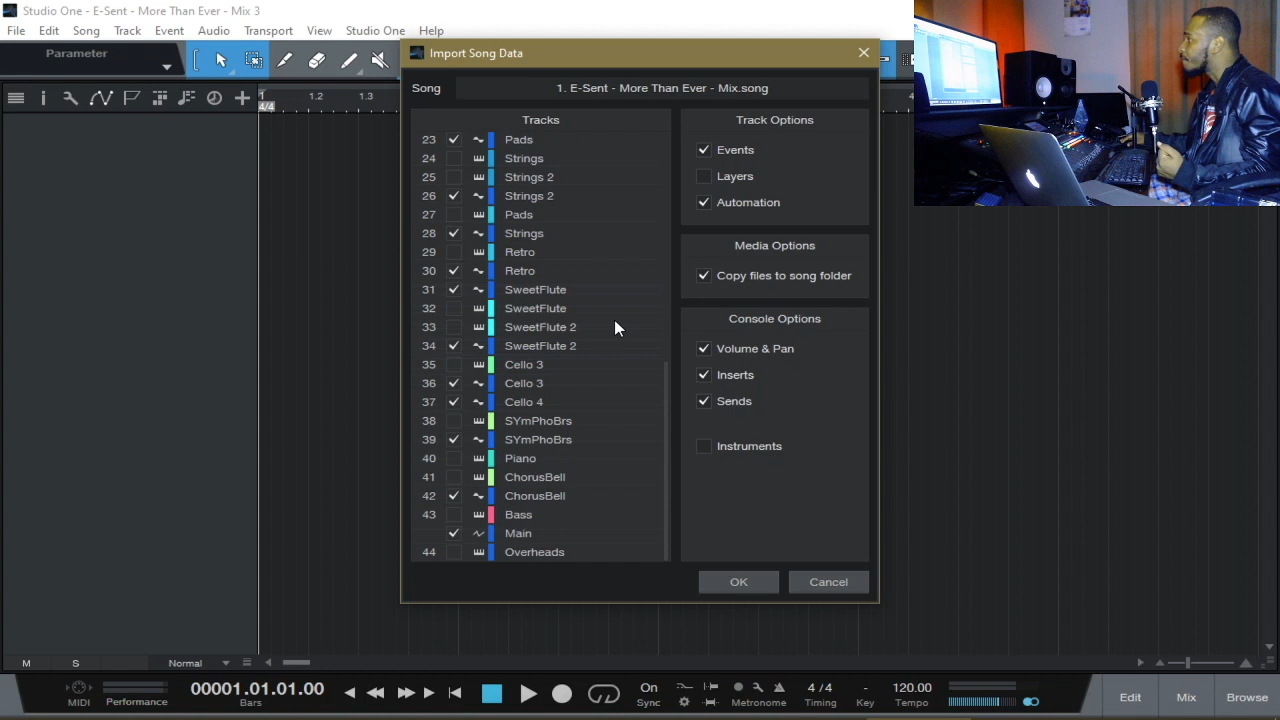 Studio One - E-Sent - More Than Ever - Mix 3
File Edit Song Track Event Audio Transport View Studio One Help
Parameter
1 1.2 1.3
4/4
Import Song Data
Song 1. E-Sent - More Than Ever - Mix.song
Tracks
23 Pads
24 Strings
25 Strings 2
26 Strings 2
27 Pads
28 Strings
29 Retro
30 Retro
31 SweetFlute
32 SweetFlute
33 SweetFlute 2
34 SweetFlute 2
35 Cello 3
36 Cello 3
37 Cello 4
38 SYmPhoBrs
39 SYmPhoBrs
40 Piano
41 ChorusBell
42 ChorusBell
43 Bass
Main
44 Overheads
Track Options
Events
Layers
Automation
Media Options
Copy files to song folder
Console Options
Volume & Pan
Inserts
Sends
Instruments
OK Cancel
M S Normal
MIDI Performance
00001.01.01.00
Bars
On
Sync
Metronome
4 / 4
Timing
-
Key
120.00
Tempo
Edit Mix Browse